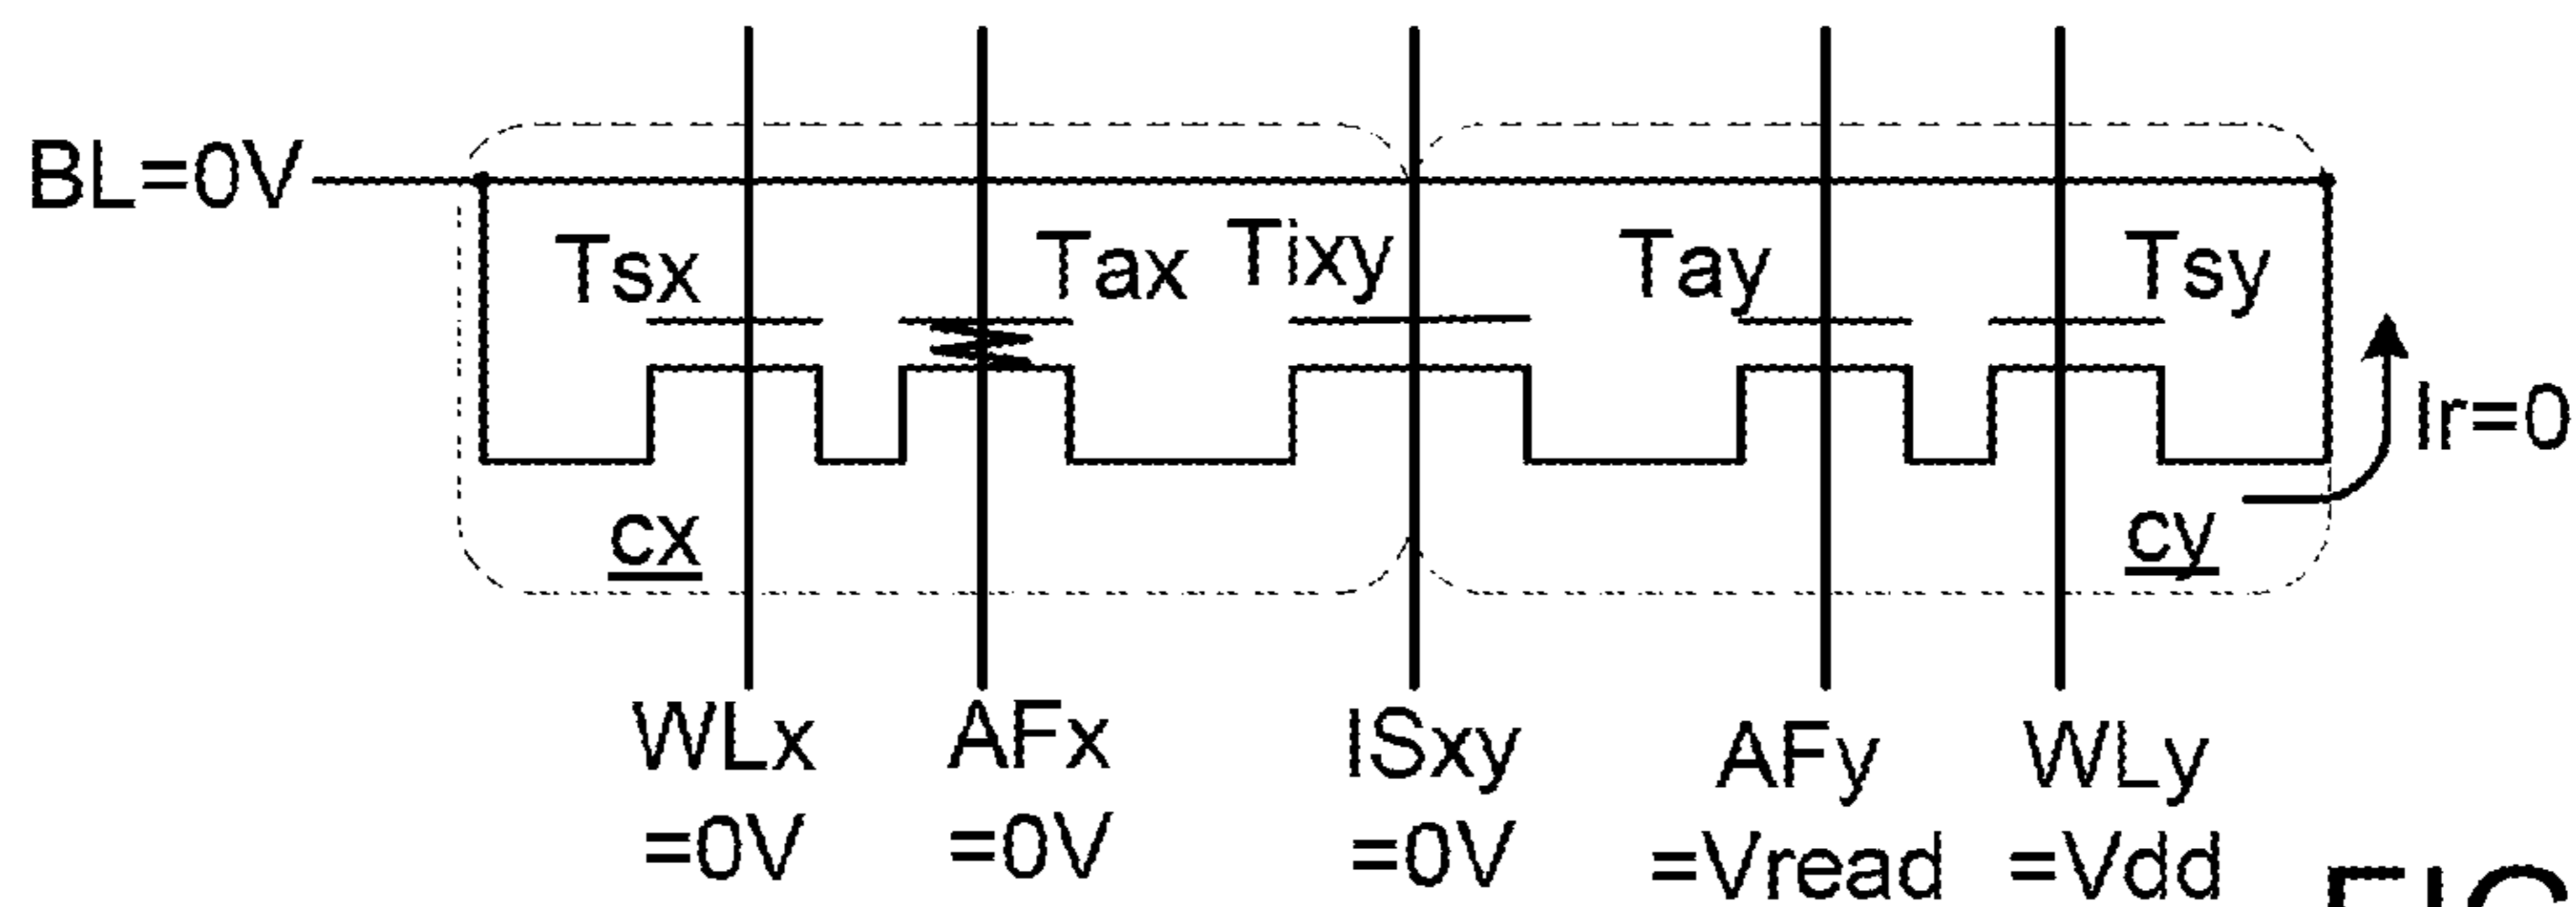 BL=0V
Tsx Tax Tixy Tay Tsy
Ir=0
cx cy
WLx AFx ISxy AFy WLy
=0V =0V =0V =Vread =Vdd